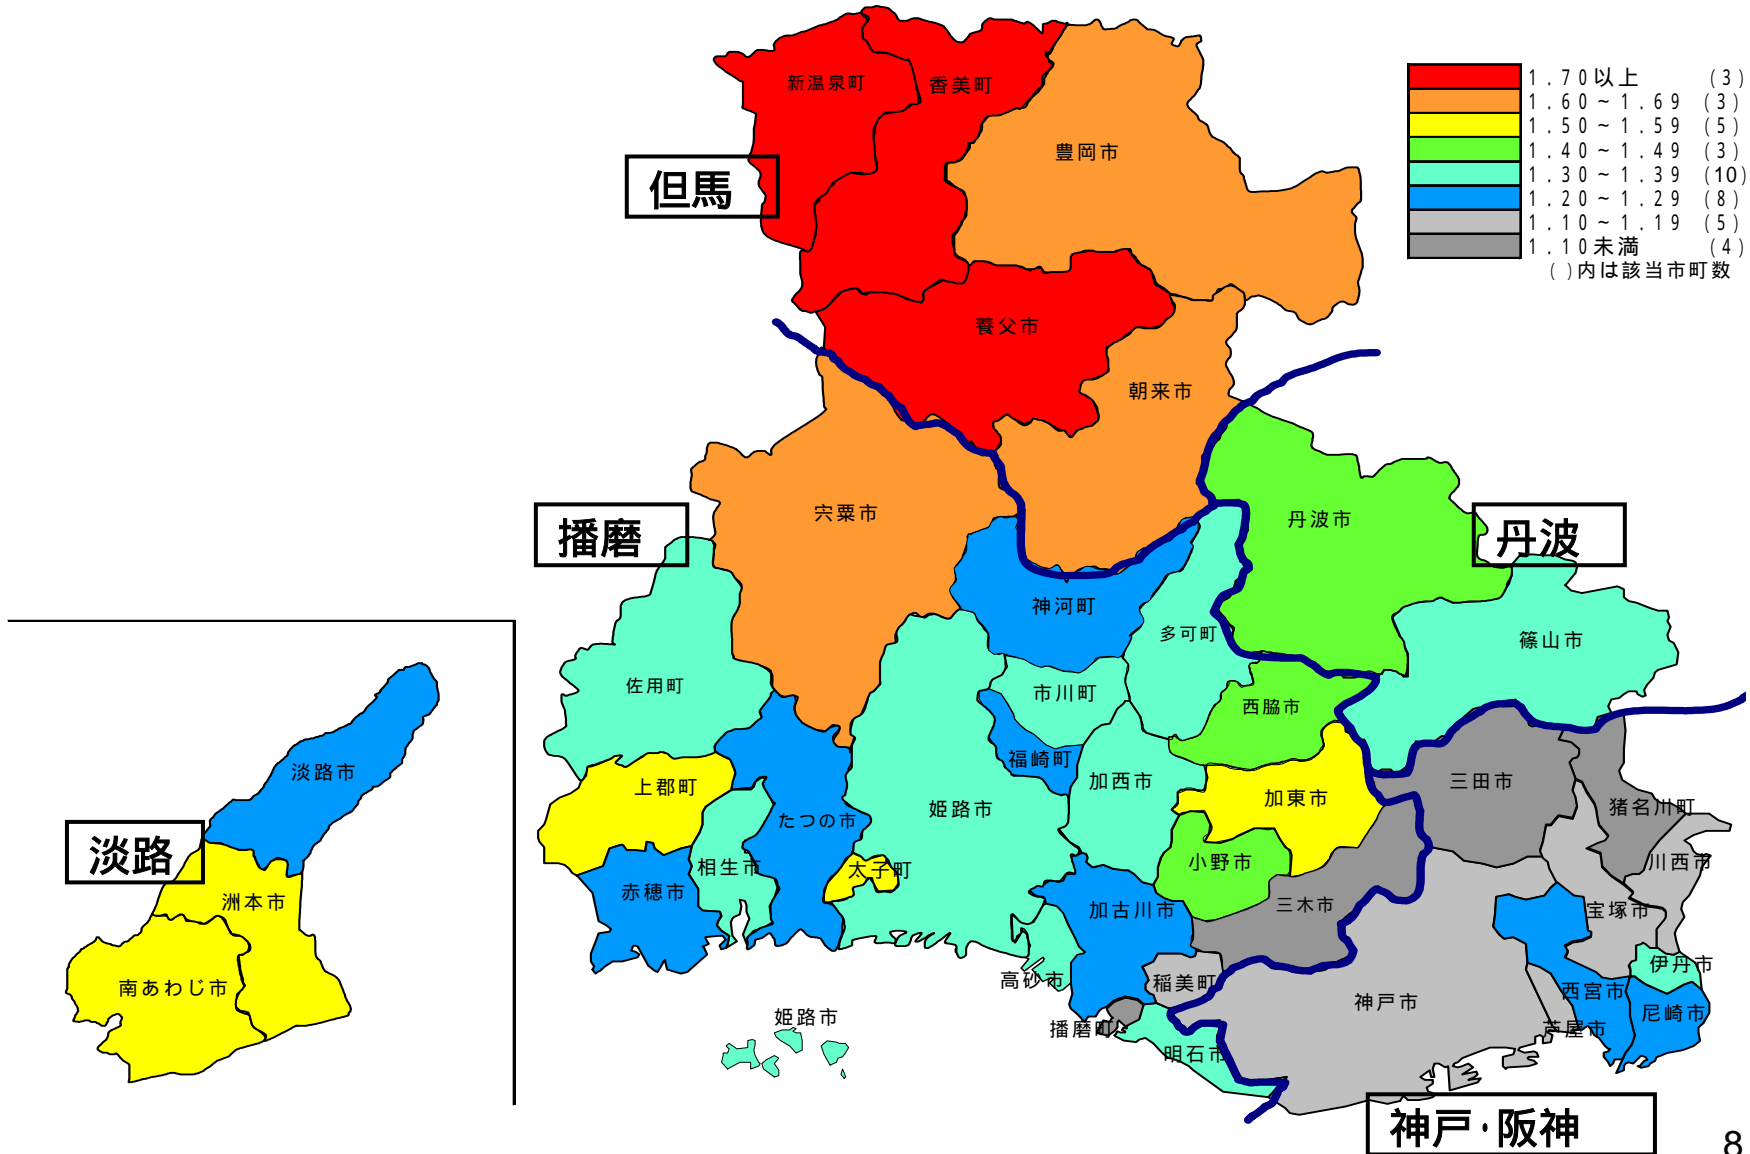 新温泉町
香美町
豊岡市
但馬
養父市
朝来市
1.70以上 (3)
1.60~1.69 (3)
1.50~1.59 (5)
1.40~1.49 (3)
1.30~1.39 (10)
1.20~1.29 (8)
1.10~1.19 (5)
1.10未満 (4)
( )内は該当市町数
宍粟市
播磨
丹波市
丹波
神河町
多可町
篠山市
佐用町
市川町
西脇市
福崎町
上郡町
加西市
加東市
三田市
猪名川町
姫路市
たつの市
太子町
相生市
赤穂市
小野市
三木市
川西市
宝塚市
加古川市
高砂市
稲美町
播磨町
明石市
神戸市
西宮市
芦屋市
伊丹市
尼崎市
姫路市
淡路市
淡路
洲本市
南あわじ市
神戸・阪神
8